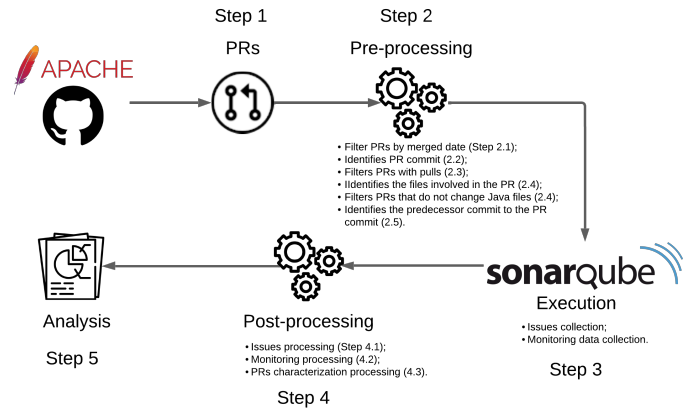 Step 1
Step 2
PRs
Pre-processing
APACHE
• Filter PRs by merged date (Step 2.1);
• Identifies PR commit (2.2);
• Filters PRs with pulls (2.3);
• IIdentifies the files involved in the PR (2.4);
• Filters PRs that do not change Java files (2.4);
• Identifies the predecessor commit to the PR
commit (2.5).
sonarqube
Execution
• Issues collection;
• Monitoring data collection.
Step 3
Post-processing
• Issues processing (Step 4.1);
• Monitoring processing (4.2);
• PRs characterization processing (4.3).
Step 4
Analysis
Step 5